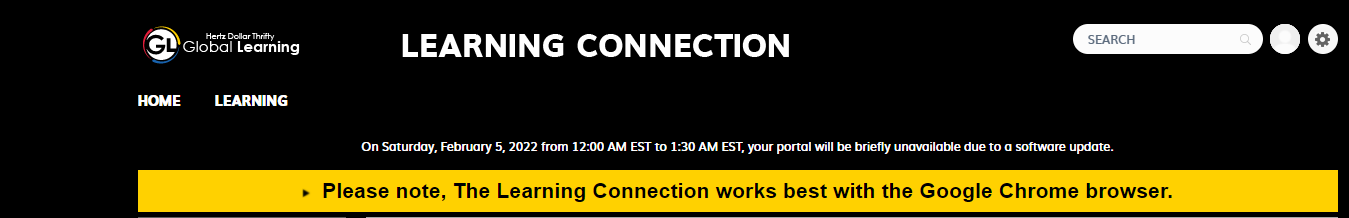 GL
Hertz Dollar Thrifty
Global Learning
LEARNING CONNECTION
SEARCH
HOME LEARNING
On Saturday, February 5, 2022 from 12:00 AM EST to 1:30 AM EST, your portal will be briefly unavailable due to a software update.
Please note, The Learning Connection works best with the Google Chrome browser.